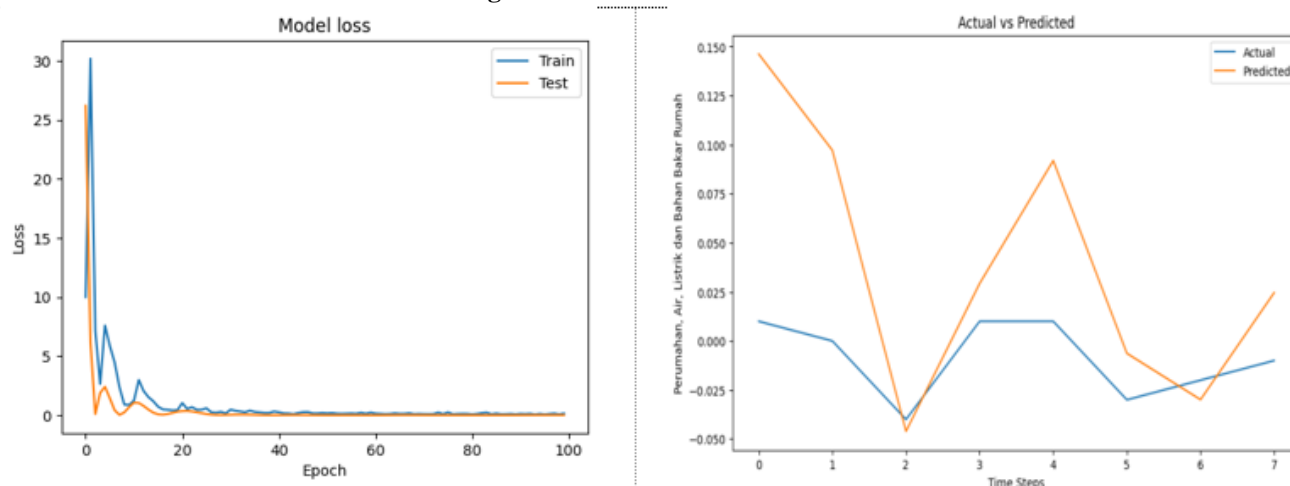 Model loss
Train
Test
30
25
20
15
10
5
0
Loss
0 20 40 60 80 100
Epoch
Actual vs Predicted
Actual
Predicted
0.150
0.125
0.100
0.075
0.050
0.025
0.000
−0.025
−0.050
Perumahan, Air, Listrik dan Bahan Bakar Rumah
0 1 2 3 4 5 6 7
Time Steps